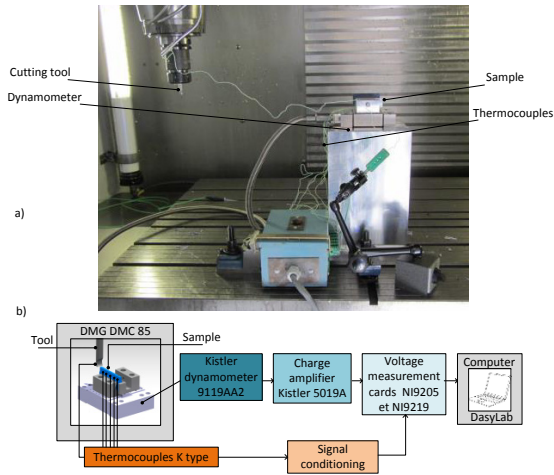 Cutting tool
Dynamometer
Sample
Thermocouples
a)
b)
DMG DMC 85
Tool
Sample
Kistler
dynamometer
9119AA2
Charge
amplifier
Kistler 5019A
Voltage
measurement
cards NI9205
et NI9219
Computer
DasyLab
Thermocouples K type
Signal
conditioning